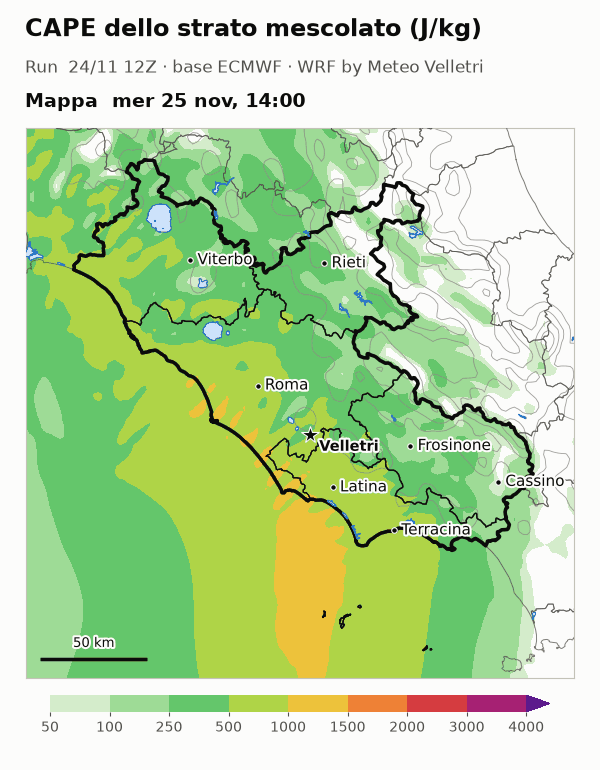 CAPE dello strato mescolato (J/kg)
Run  24/11 12Z · base ECMWF · WRF by Meteo Velletri
Mappa  mer 25 nov, 14:00
Viterbo
Rieti
Roma
Velletri
Frosinone
Cassino
Latina
Terracina
50 km
50 100 250 500 1000 1500 2000 3000 4000